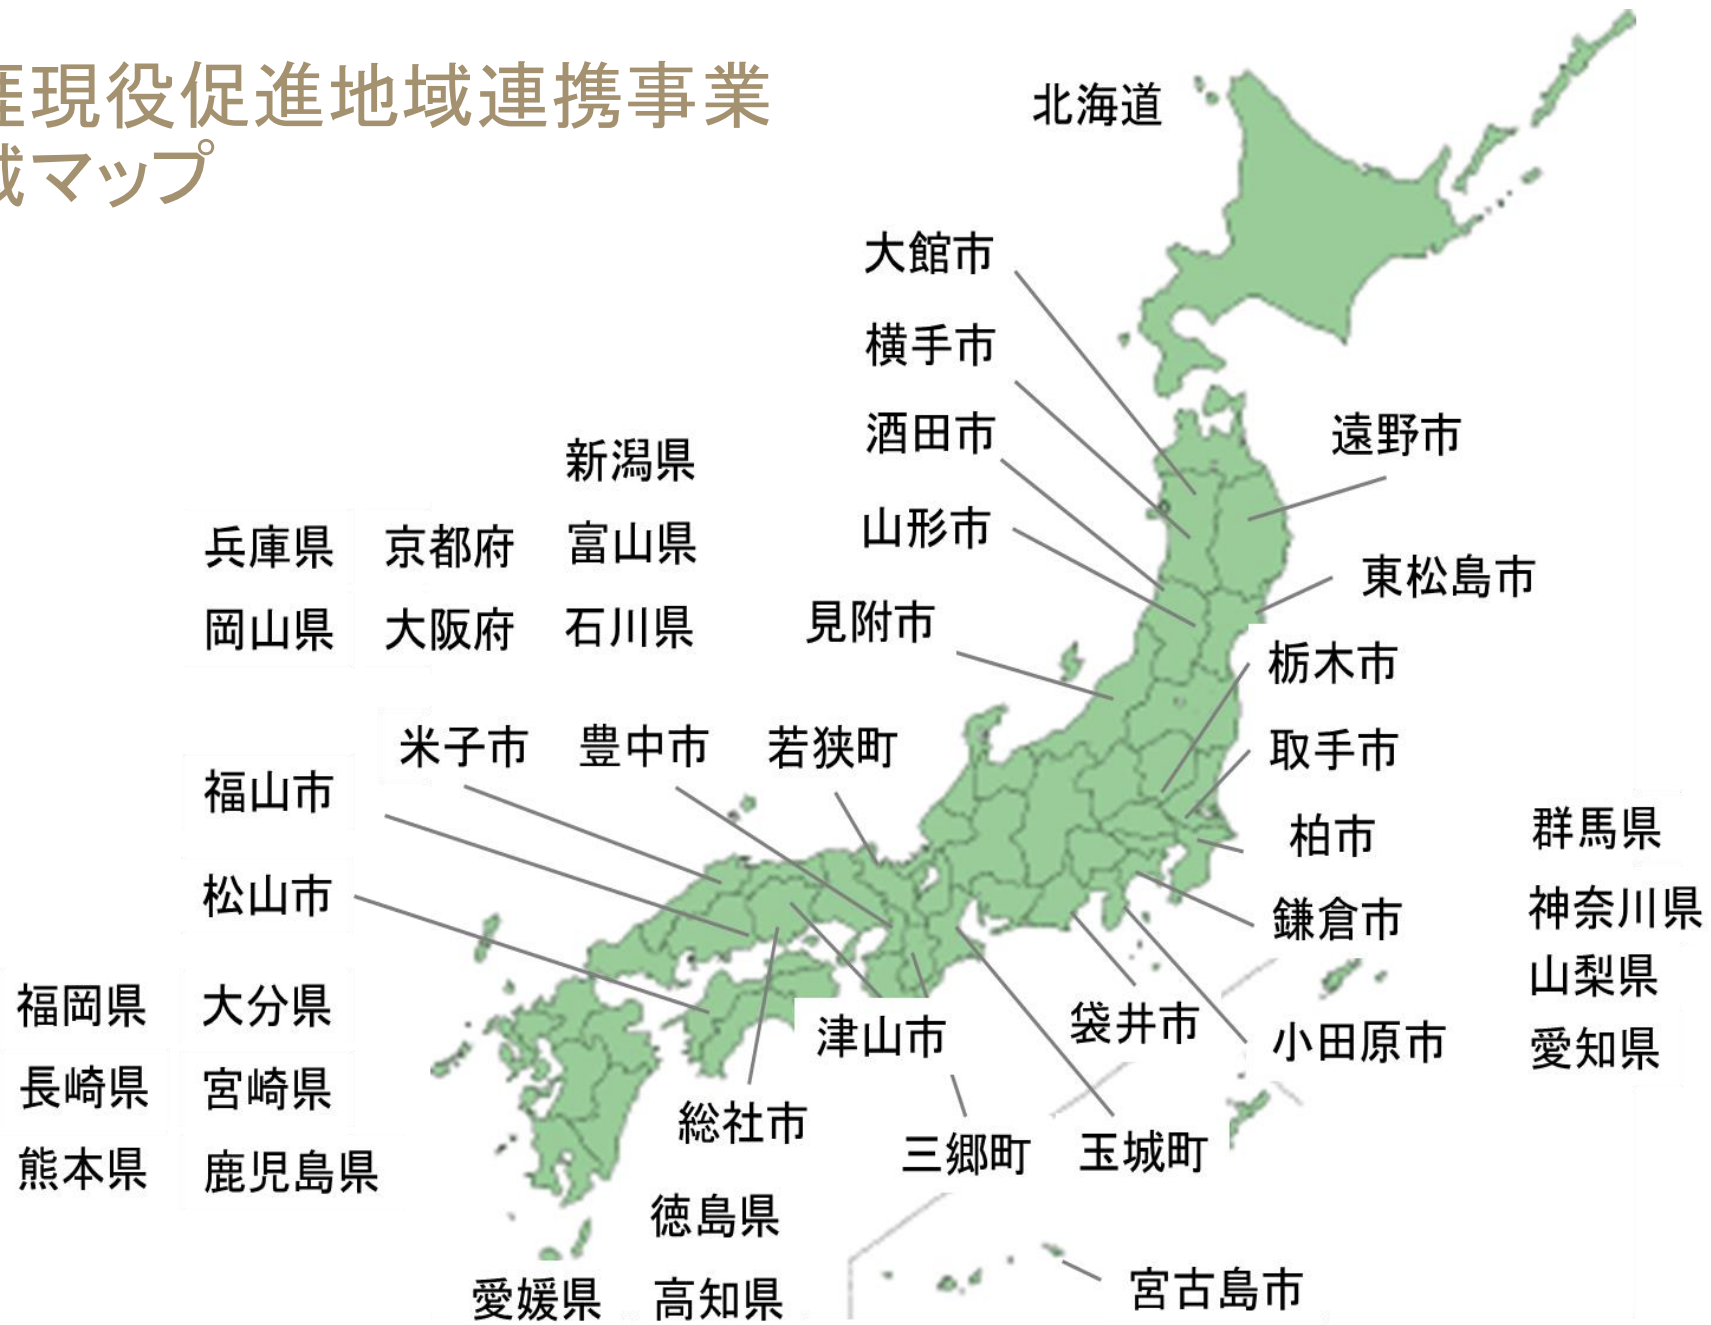 現役促進地域連携事業
マップ
北海道
大館市
横手市
酒田市
遠野市
新潟県
山形市
兵庫県 京都府 富山県
東松島市
岡山県 大阪府 石川県
見附市
栃木市
米子市 豊中市 若狭町
取手市
福山市
柏市
群馬県
松山市
鎌倉市
神奈川県
山梨県
福岡県 大分県
袋井市
津山市
小田原市
愛知県
長崎県 宮崎県
総社市
三郷町 玉城町
熊本県 鹿児島県
徳島県
宮古島市
愛媛県 高知県